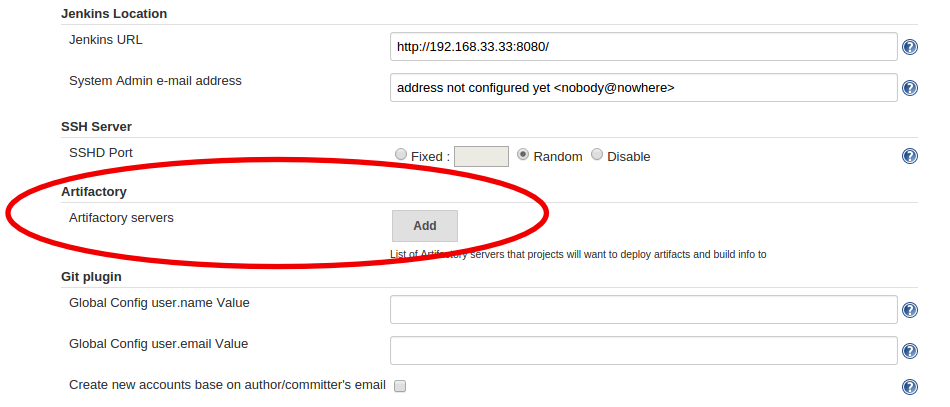 Jenkins Location
Jenkins URL http://192.168.33.33:8080/
System Admin e-mail address address not configured yet <nobody@nowhere>
SSH Server
SSHD Port Fixed : Random Disable
Artifactory
Artifactory servers Add
List of Artifactory servers that projects will want to deploy artifacts and build info to
Git plugin
Global Config user.name Value
Global Config user.email Value
Create new accounts base on author/committer's email